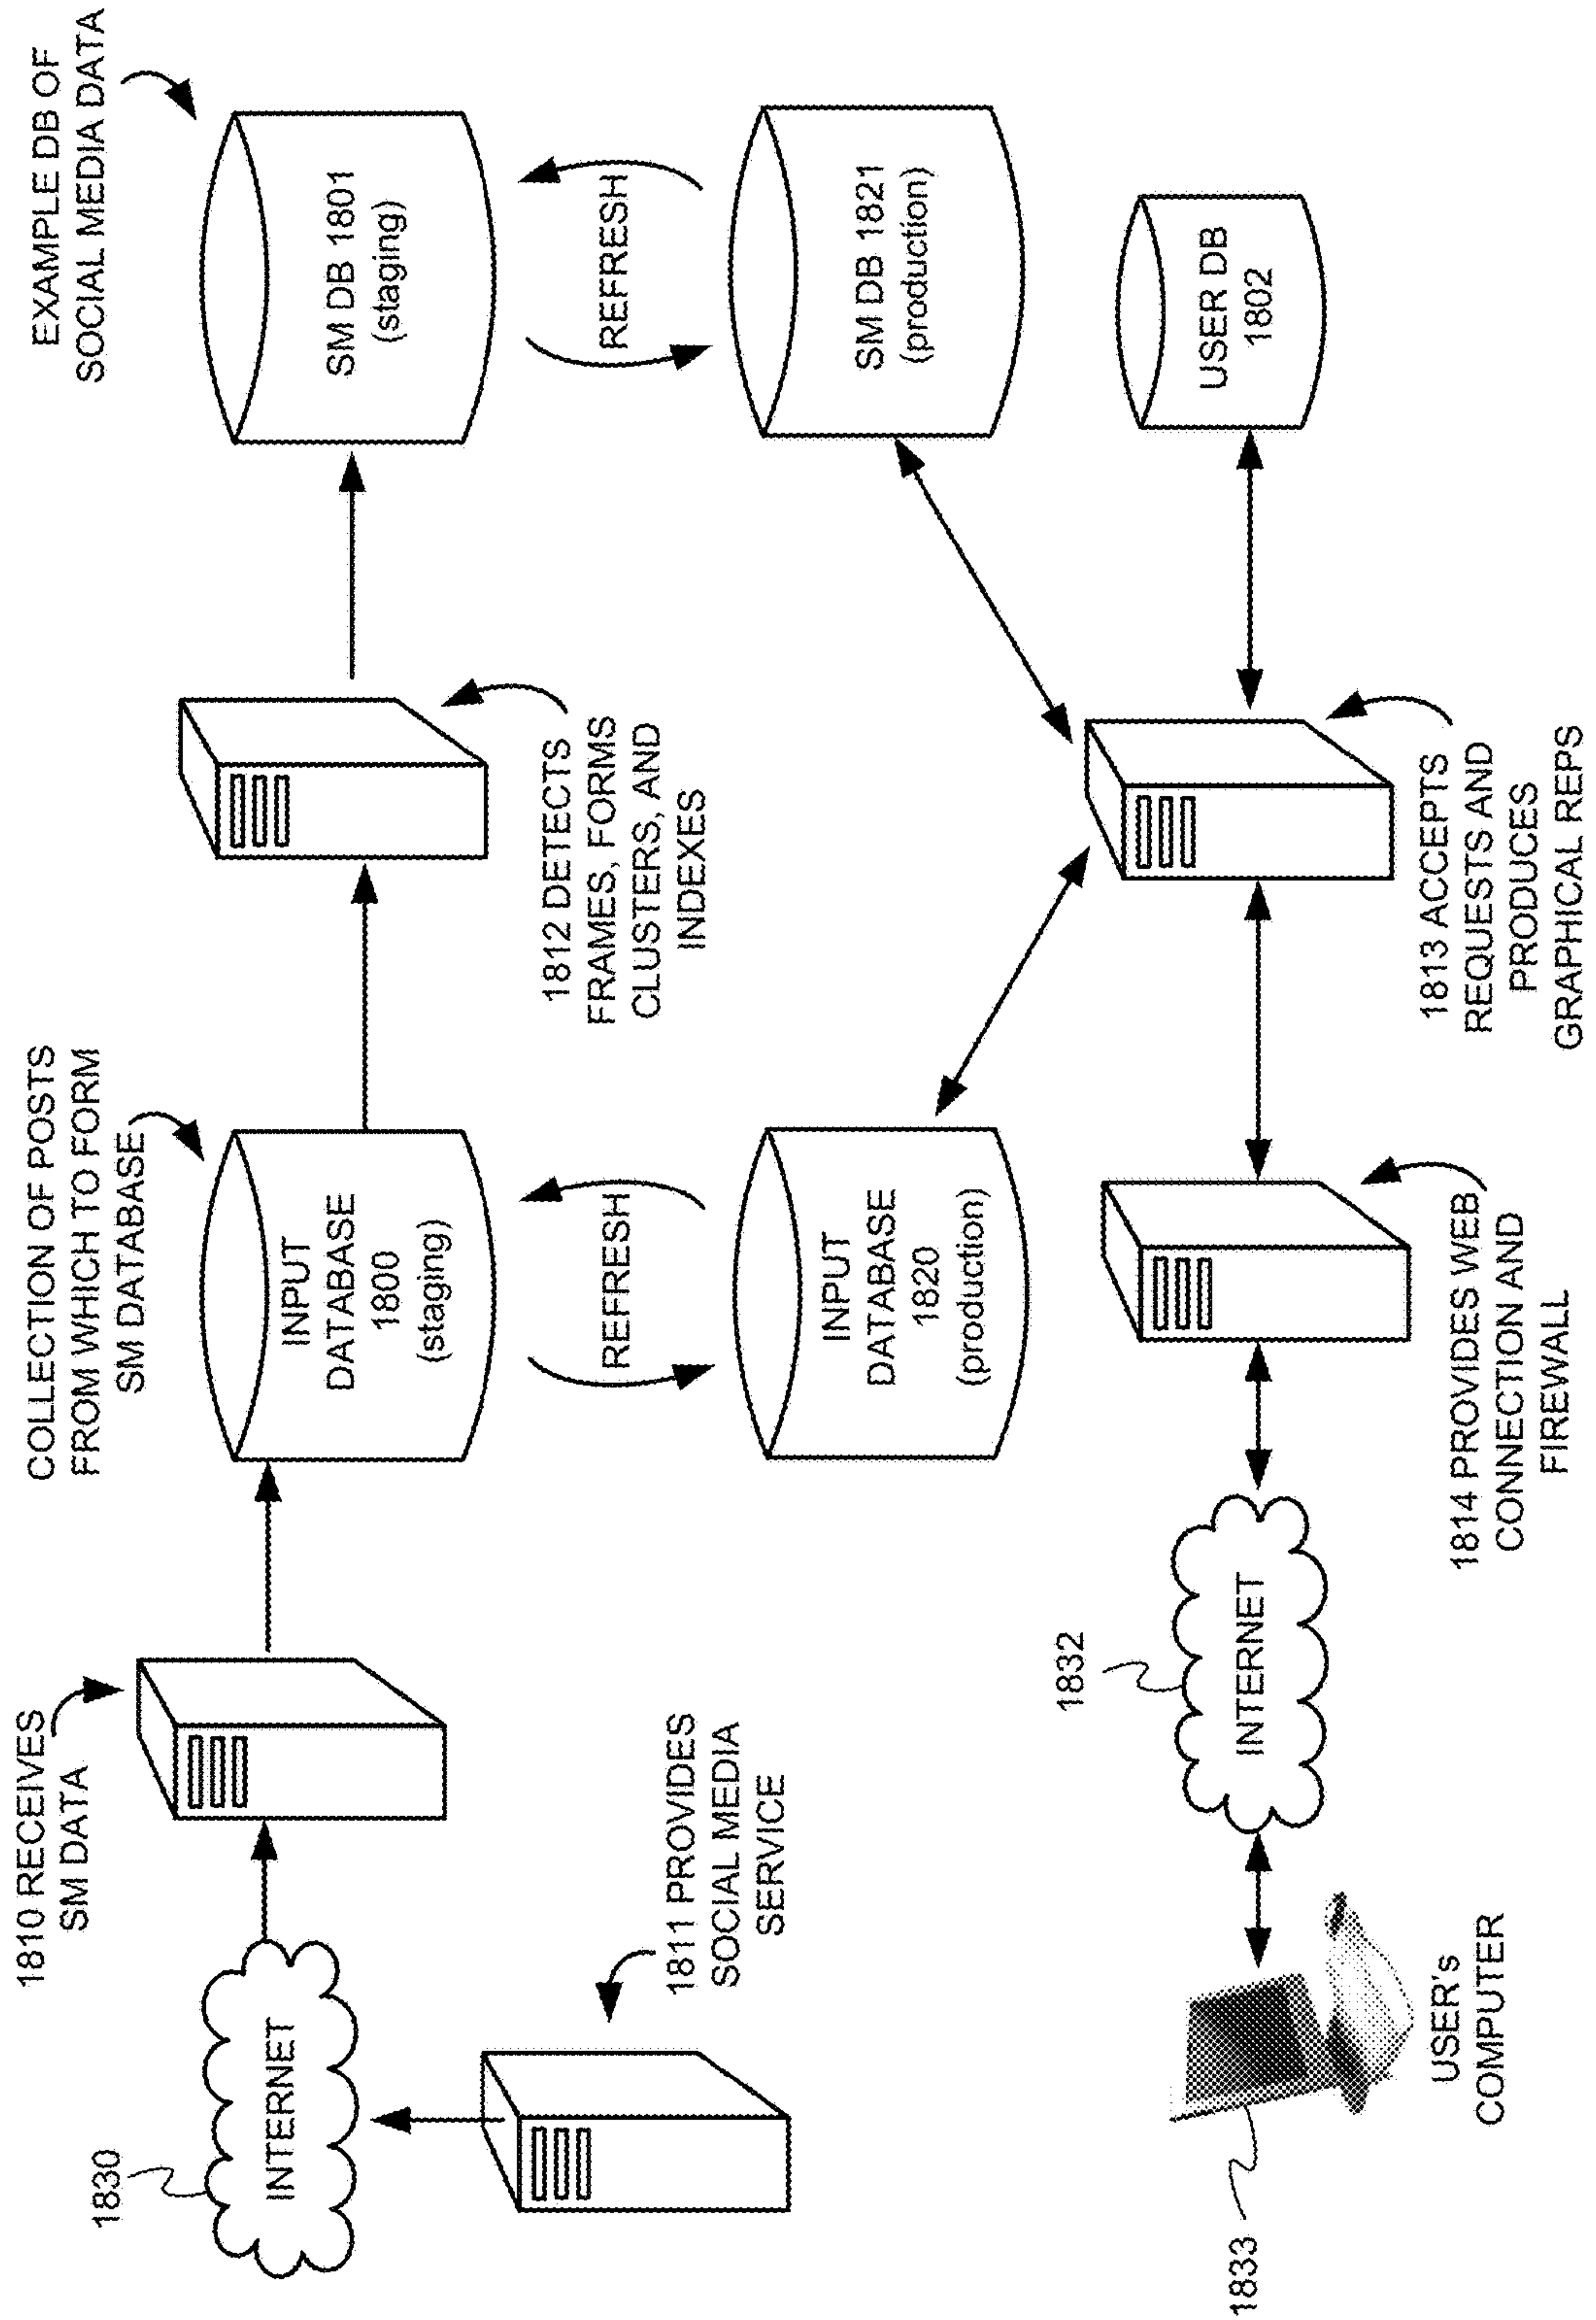 1810 RECEIVES
SM DATA
COLLECTION OF POSTS
FROM WHICH TO FORM
SM DATABASE
EXAMPLE DB OF
SOCIAL MEDIA DATA
1830
INTERNET
INPUT
DATABASE
1800
(staging)
SM DB 1801
(staging)
1811 PROVIDES
SOCIAL MEDIA
SERVICE
REFRESH
1812 DETECTS
FRAMES, FORMS
CLUSTERS, AND
INDEXES
REFRESH
INPUT
DATABASE
1820
(production)
SM DB 1821
(production)
1832
INTERNET
USER DB
1802
1833
USER's
COMPUTER
1814 PROVIDES WEB
CONNECTION AND
FIREWALL
1813 ACCEPTS
REQUESTS AND
PRODUCES
GRAPHICAL REPS